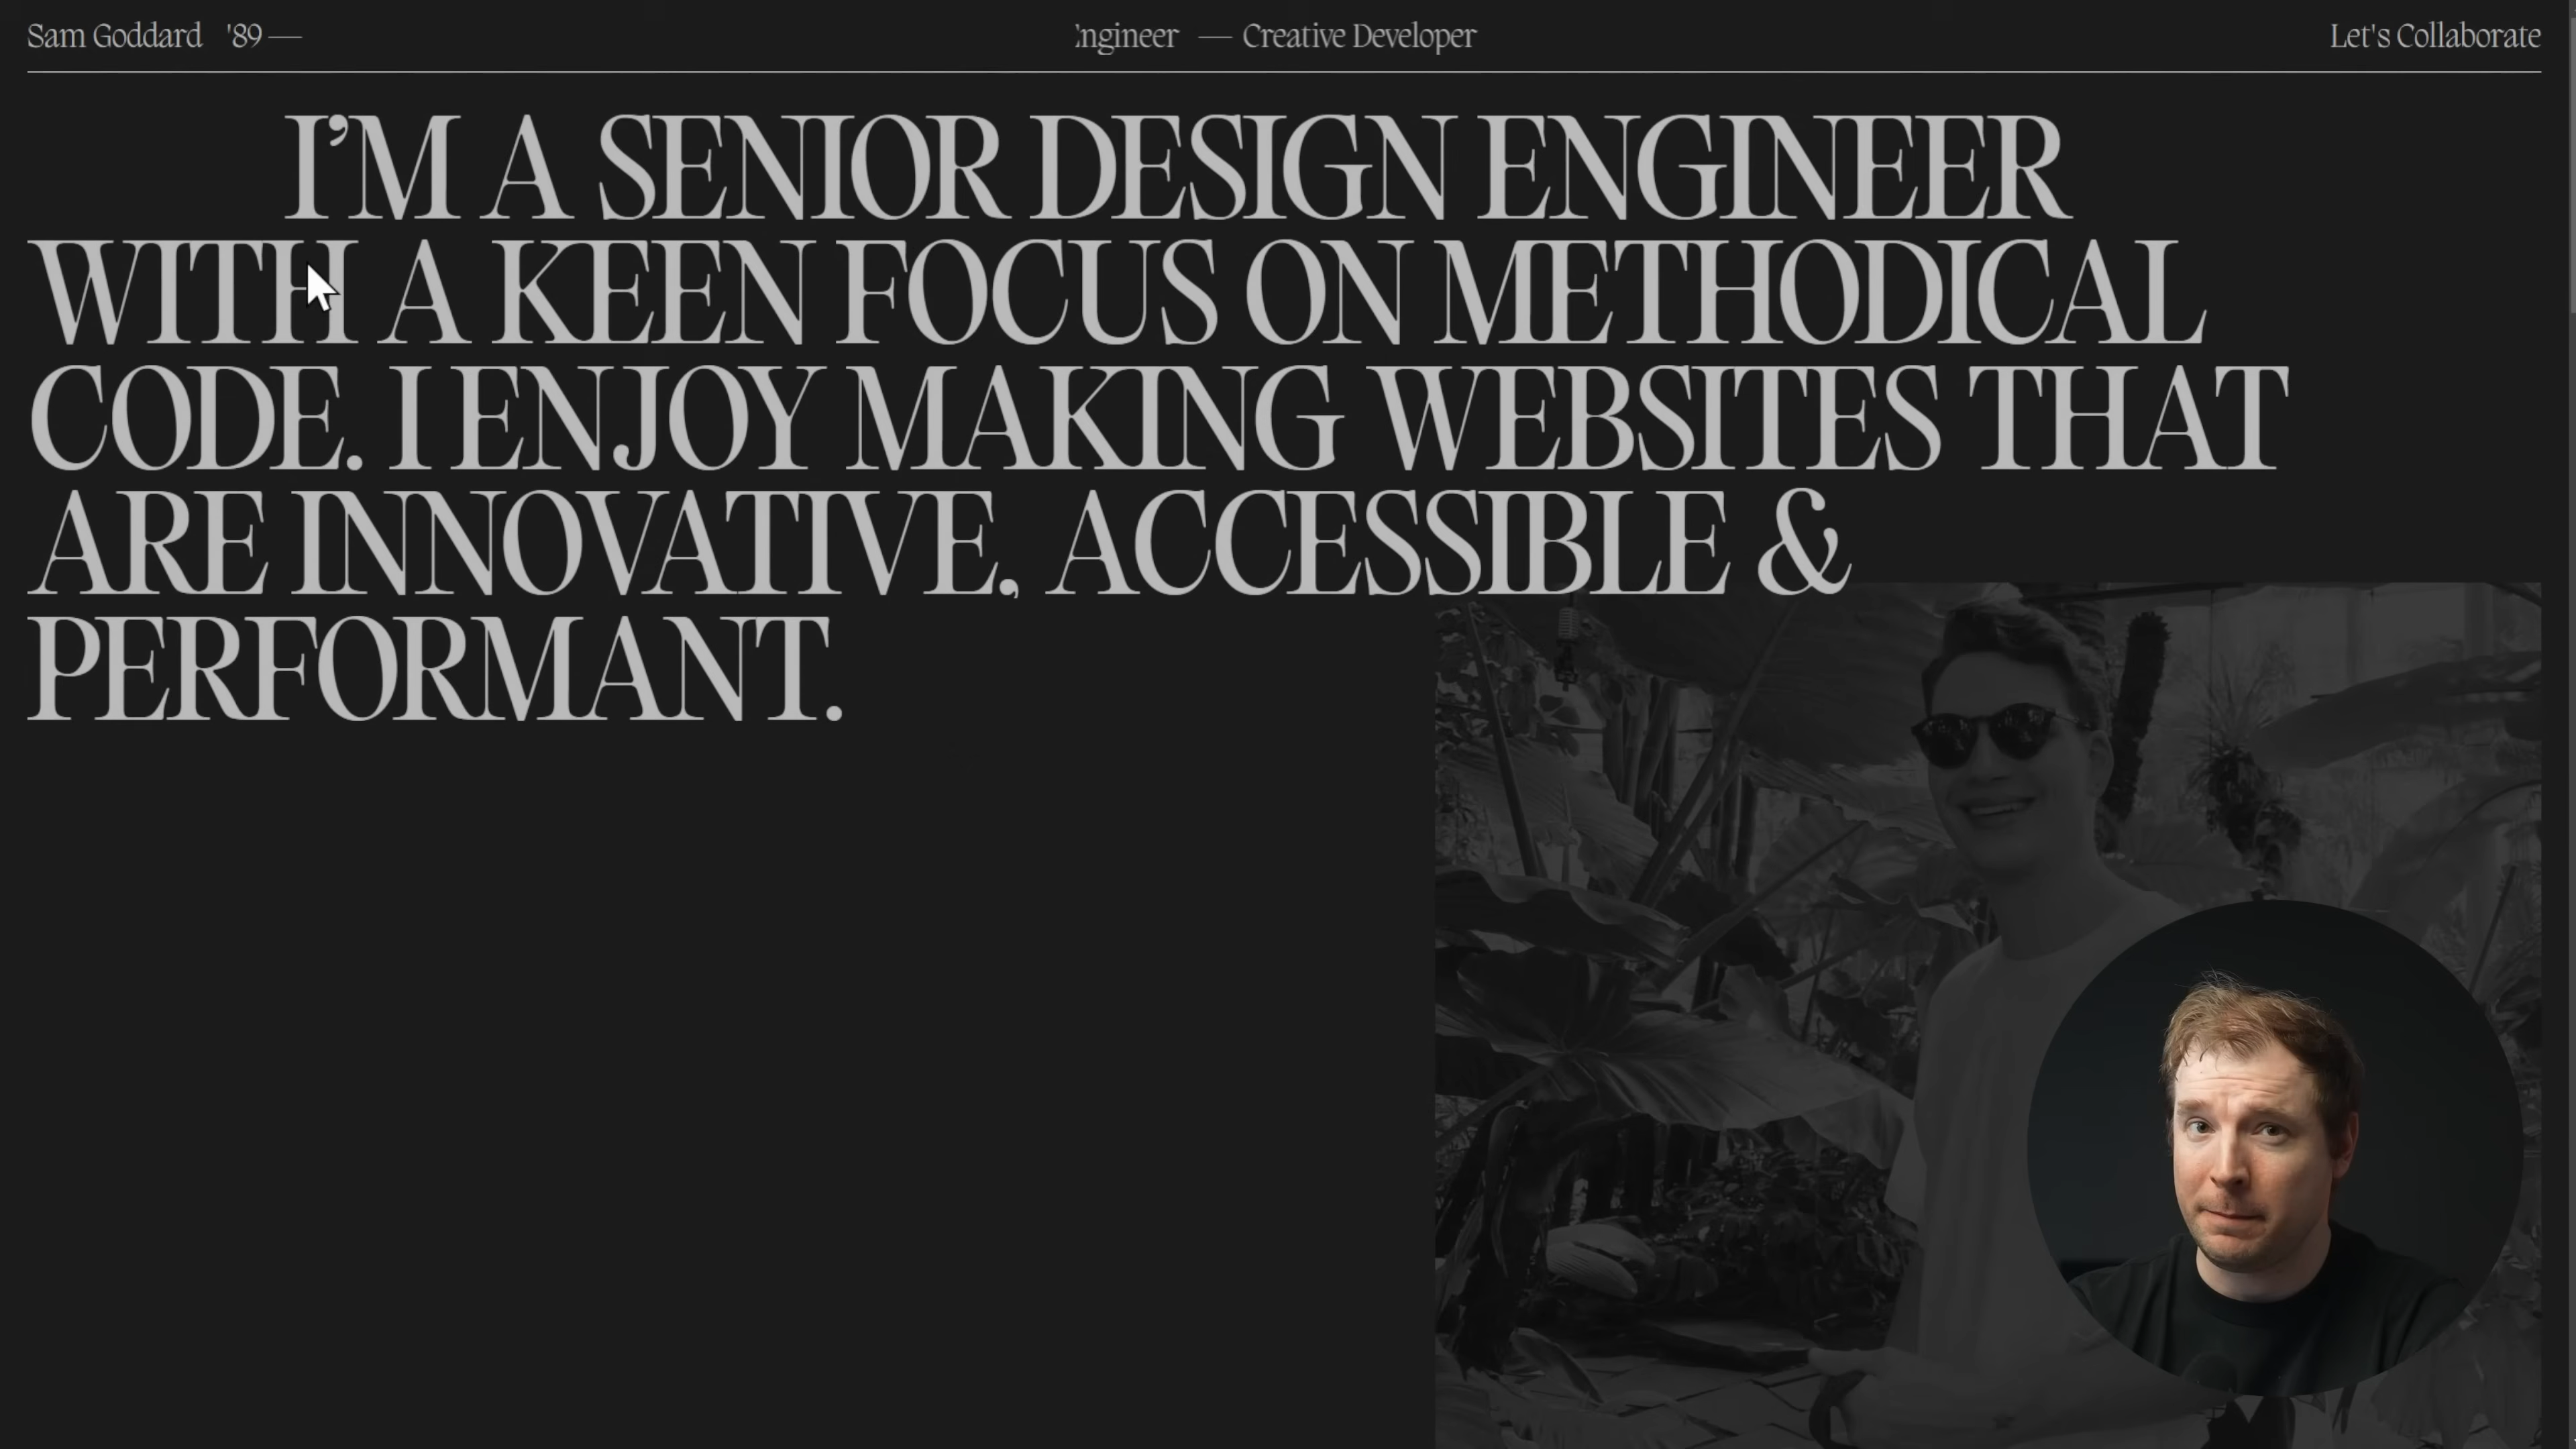 Sam Goddard '89 —
ngineer — Creative Developer
Let's Collaborate
I'M A SENIOR DESIGN ENGINEER
WITH A KEEN FOCUS ON METHODICAL
CODE. I ENJOY MAKING WEBSITES THAT
ARE INNOVATIVE, ACCESSIBLE &
PERFORMANT.